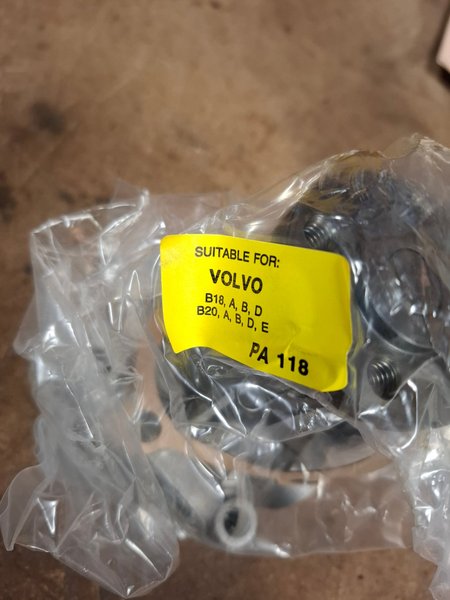 SUITABLE FOR:
VOLVO
B18, A, B, D
B20, A, B, D, E
PA 118